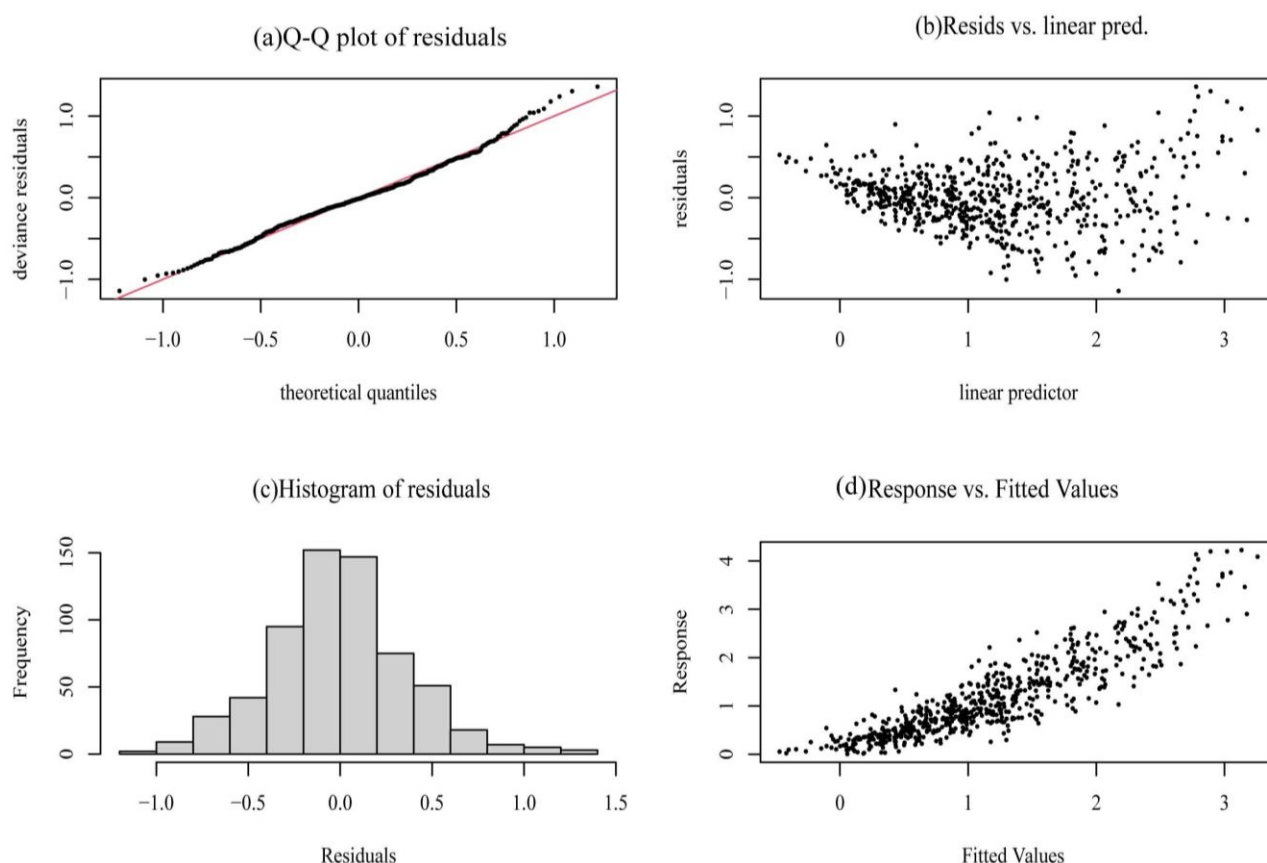 (a)Q-Q plot of residuals
deviance residuals
1.0
0.0
−1.0
−1.0 −0.5 0.0 0.5 1.0
theoretical quantiles
(b)Resids vs. linear pred.
residuals
1.0
0.0
−1.0
0 1 2 3
linear predictor
(c)Histogram of residuals
Frequency
150
100
50
0
−1.0 −0.5 0.0 0.5 1.0 1.5
Residuals
(d)Response vs. Fitted Values
Response
4
3
2
1
0
0 1 2 3
Fitted Values